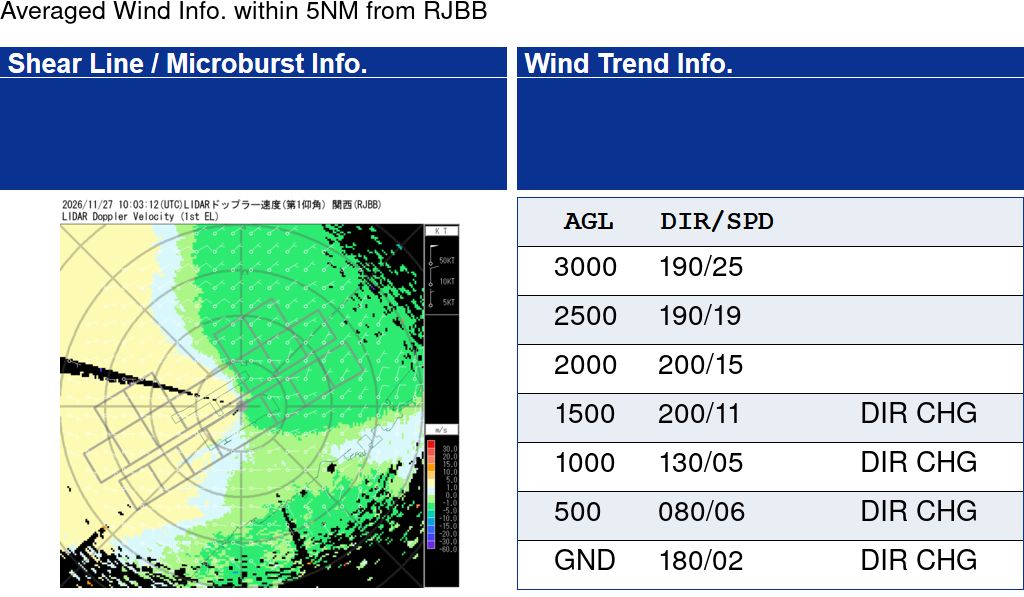 Averaged Wind Info. within 5NM from RJBB
Shear Line / Microburst Info.
Wind Trend Info.
2026/11/27 10:03:12(UTC)LIDARドップラー速度(第1仰角) 関西(RJBB)
LIDAR Doppler Velocity (1st EL)
KT
50KT
10KT
5KT
m/s
30.0
20.0
15.0
10.0
5.0
1.0
0.0
-1.0
-5.0
-10.0
-15.0
-20.0
-30.0
-60.0
AGL DIR/SPD
3000 190/25
2500 190/19
2000 200/15
1500 200/11 DIR CHG
1000 130/05 DIR CHG
500 080/06 DIR CHG
GND 180/02 DIR CHG